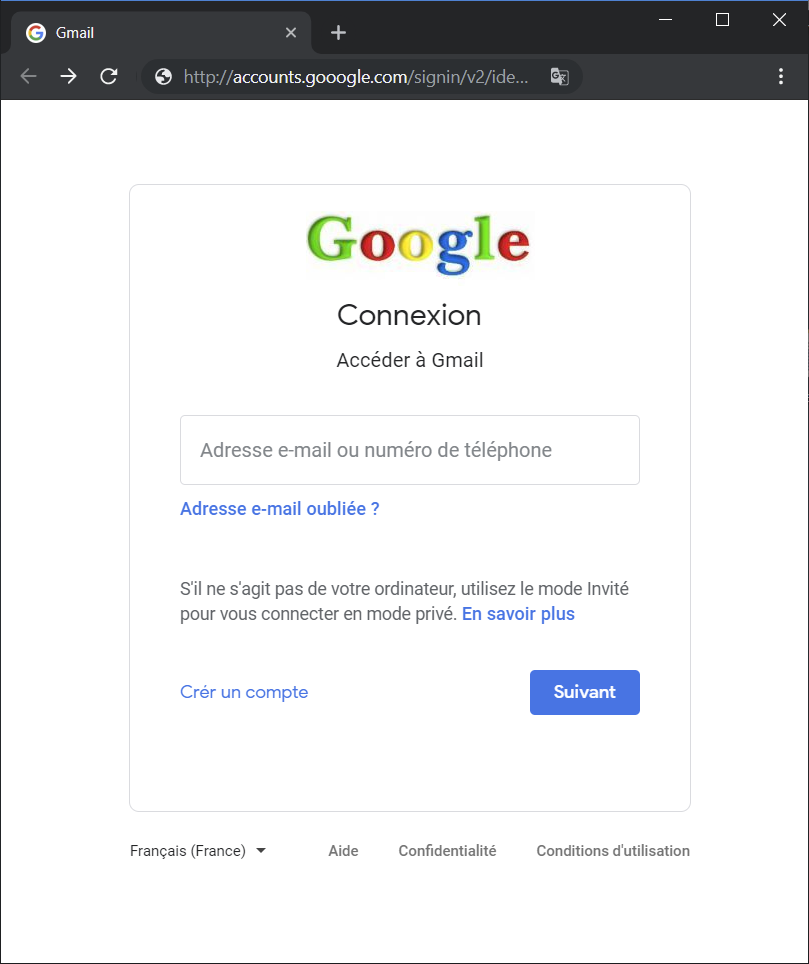 Gmail
http://accounts.gooogle.com/signin/v2/ide...
Google
Connexion
Accéder à Gmail
Adresse e-mail ou numéro de téléphone
Adresse e-mail oubliée ?
S'il ne s'agit pas de votre ordinateur, utilisez le mode Invité
pour vous connecter en mode privé. En savoir plus
Crér un compte
Suivant
Français (France)
Aide
Confidentialité
Conditions d'utilisation